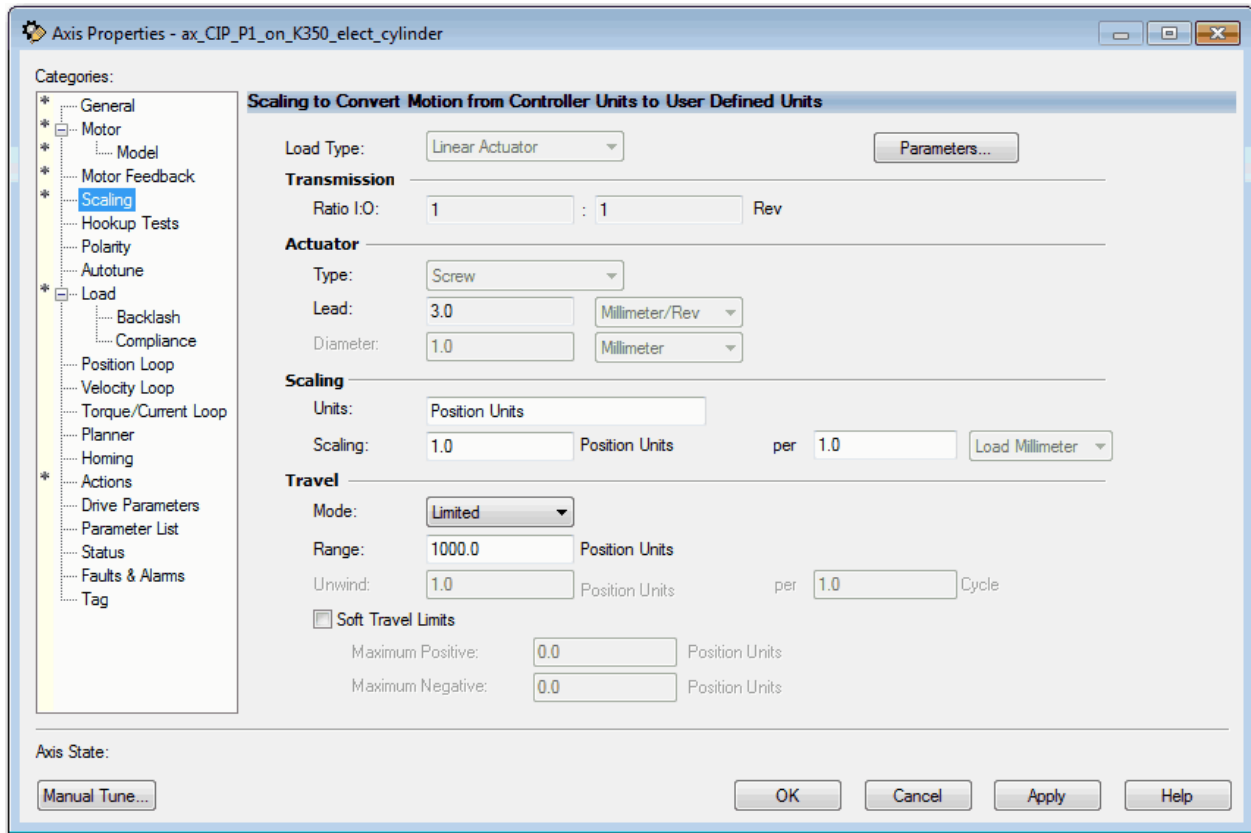 Axis Properties - ax_CIP_P1_on_K350_elect_cylinder
Categories:
* General
* Motor
* Model
* Motor Feedback
* Scaling
Hookup Tests
Polarity
Autotune
* Load
Backlash
Compliance
Position Loop
Velocity Loop
Torque/Current Loop
Planner
Homing
* Actions
Drive Parameters
Parameter List
Status
Faults & Alarms
Tag
Scaling to Convert Motion from Controller Units to User Defined Units
Load Type: Linear Actuator Parameters...
Transmission
Ratio I:O: 1 : 1 Rev
Actuator
Type: Screw
Lead: 3.0 Millimeter/Rev
Diameter: 1.0 Millimeter
Scaling
Units: Position Units
Scaling: 1.0 Position Units per 1.0 Load Millimeter
Travel
Mode: Limited
Range: 1000.0 Position Units
Unwind: 1.0 Position Units per 1.0 Cycle
Soft Travel Limits
Maximum Positive: 0.0 Position Units
Maximum Negative: 0.0 Position Units
Axis State:
Manual Tune... OK Cancel Apply Help